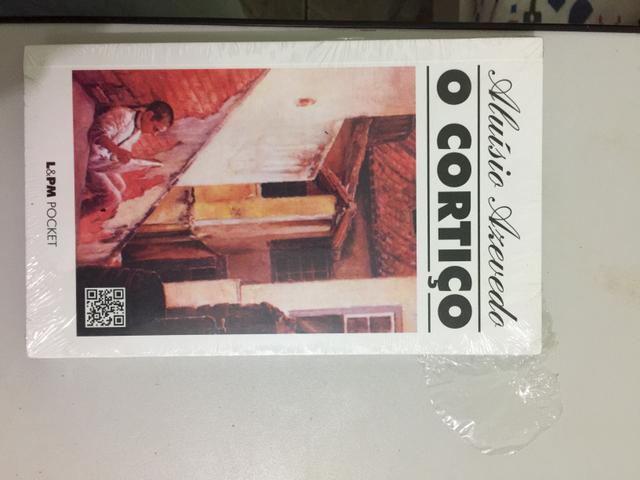 Aluísio Azevedo
O CORTIÇO
L&PM POCKET